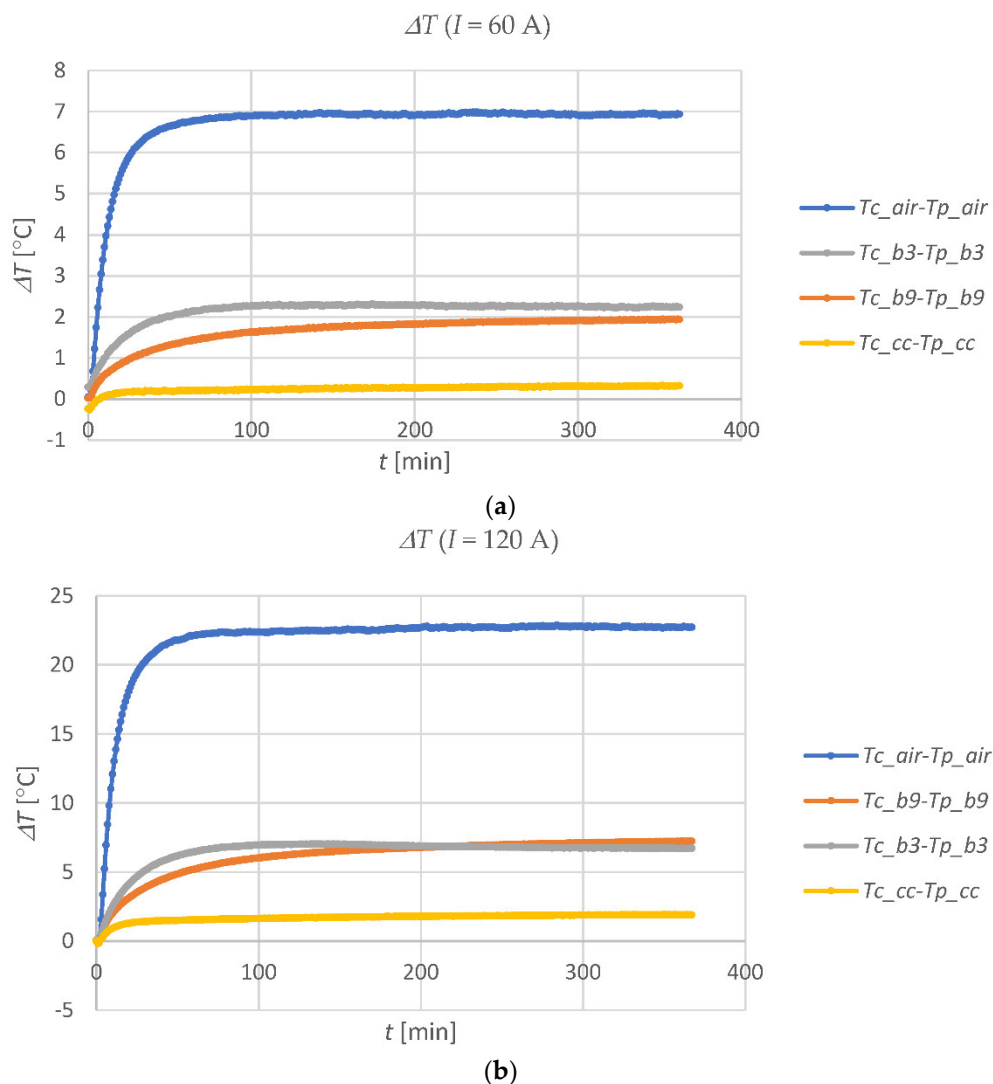 ΔT (I = 60 A)
8
7
6
5
4
3
2
1
0
-1
ΔT [°C]
0 100 200 300 400
t [min]
Tc_air-Tp_air
Tc_b3-Tp_b3
Tc_b9-Tp_b9
Tc_cc-Tp_cc
(a)
ΔT (I = 120 A)
25
20
15
10
5
0
-5
ΔT [°C]
0 100 200 300 400
t [min]
Tc_air-Tp_air
Tc_b9-Tp_b9
Tc_b3-Tp_b3
Tc_cc-Tp_cc
(b)